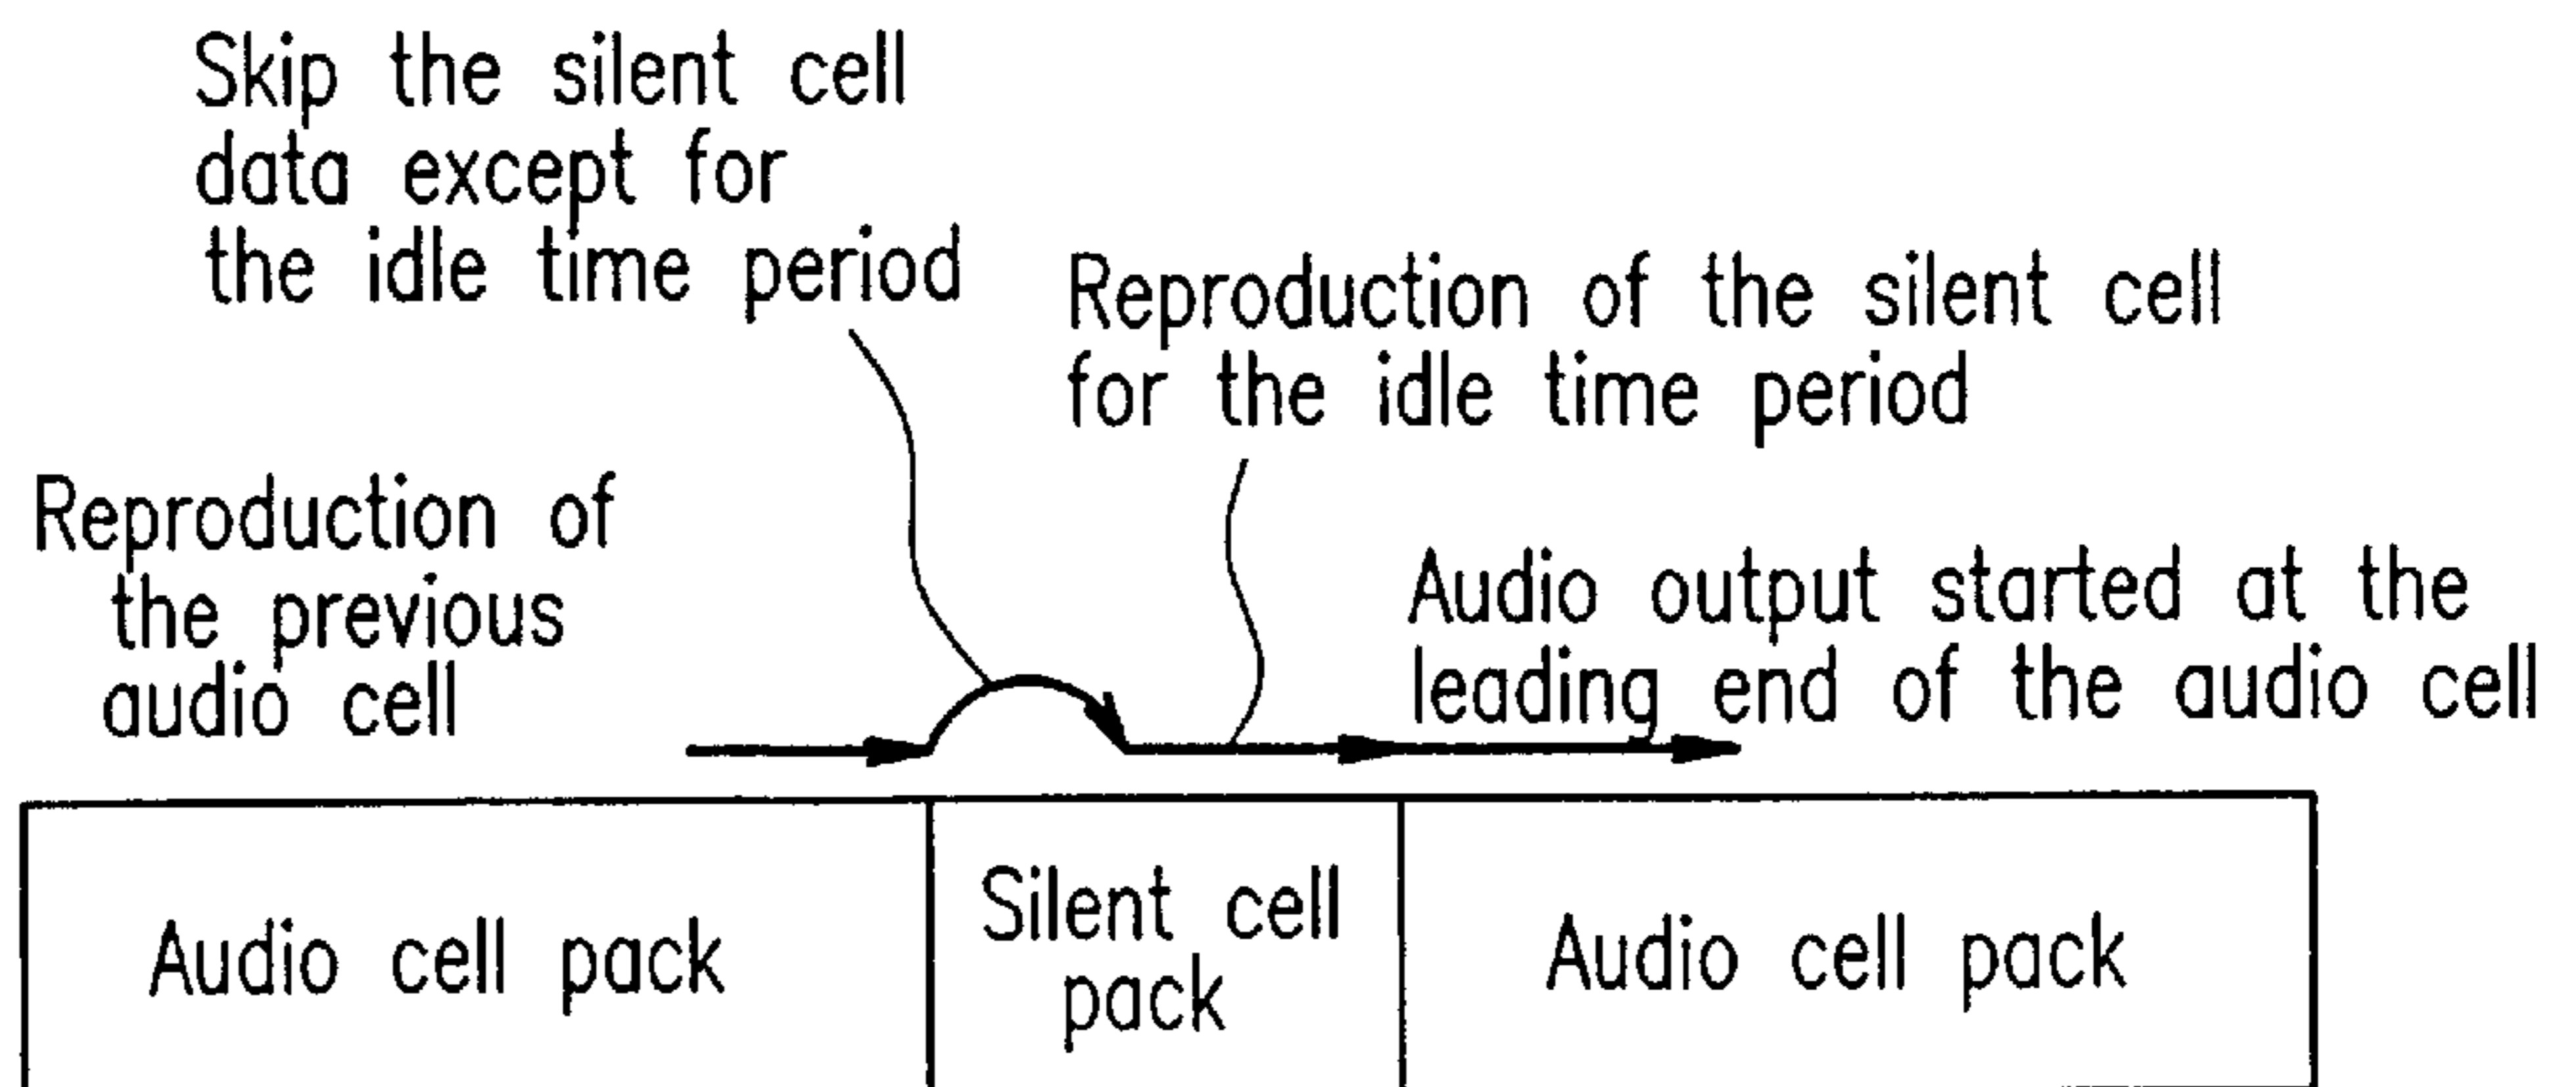 Skip the silent cell
data except for
the idle time period
Reproduction of the silent cell
for the idle time period
Reproduction of
the previous
audio cell
Audio output started at the
leading end of the audio cell
Audio cell pack
Silent cell
pack
Audio cell pack